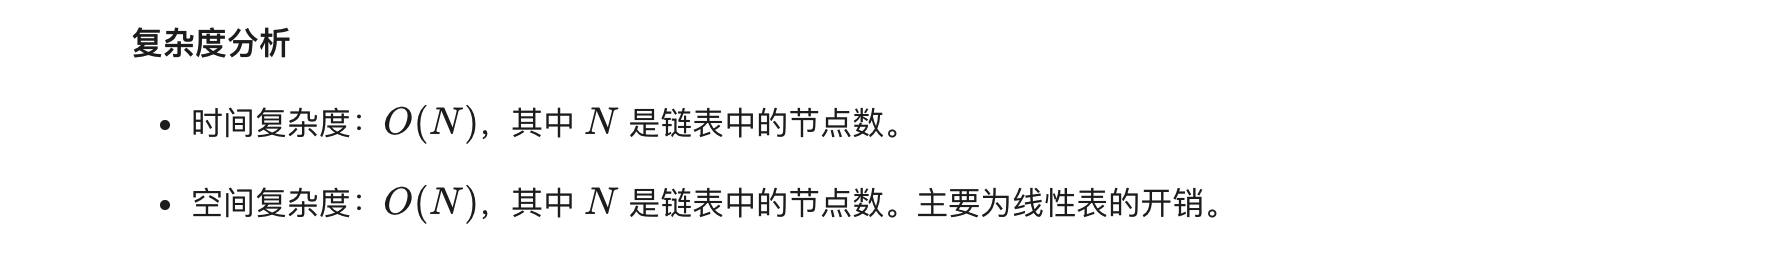 复杂度分析
• 时间复杂度：O(N)，其中 N 是链表中的节点数。
• 空间复杂度：O(N)，其中 N 是链表中的节点数。主要为线性表的开销。